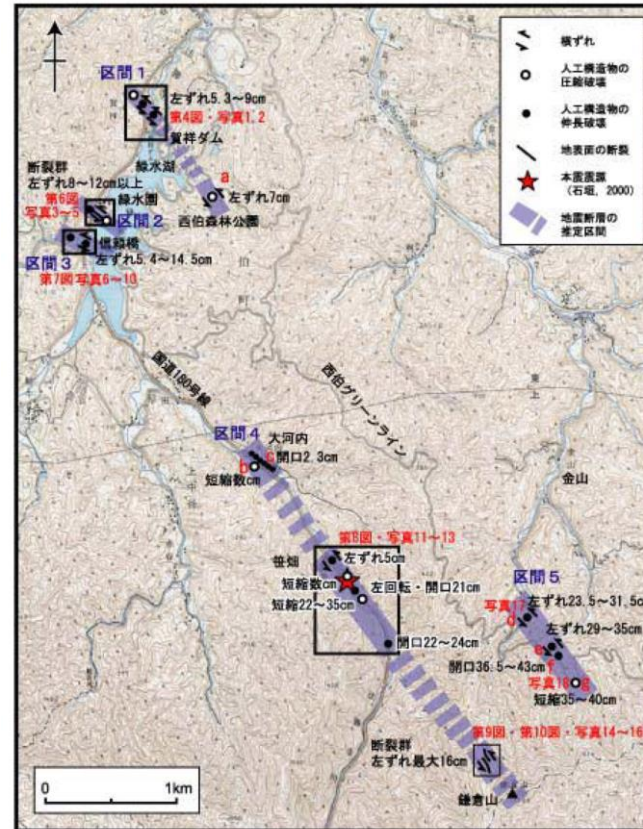 区間1
左ずれ5.3〜9cm
第4図・写真1,2
賀祥ダム
緑水湖
a
左ずれ7cm
西伯森林公園
断裂群
左ずれ8〜12cm以上
第6図
写真3〜5
緑水園
区間2
信頼橋
区間3
左ずれ5.4〜14.5cm
第7図写真6〜10
国道180号線
西伯グリーンライン
区間4
大河内
c
開口2.3cm
b
短縮数cm
金山
第8図・写真11〜13
笹畑
左ずれ5cm
短縮数cm
左回転・開口21cm
短縮22〜35cm
開口22〜24cm
区間5
写真17
左ずれ23.5〜31.5cm
d
左ずれ29〜35cm
e
f
開口36.5〜43cm
写真18
g
短縮35〜40cm
第9図・第10図・写真14〜16
断裂群
左ずれ最大16cm
鎌倉山
0
1km
横ずれ
人工構造物の
圧縮破壊
人工構造物の
伸長破壊
地表面の断裂
本震震源
(石垣, 2000)
地震断層の
推定区間